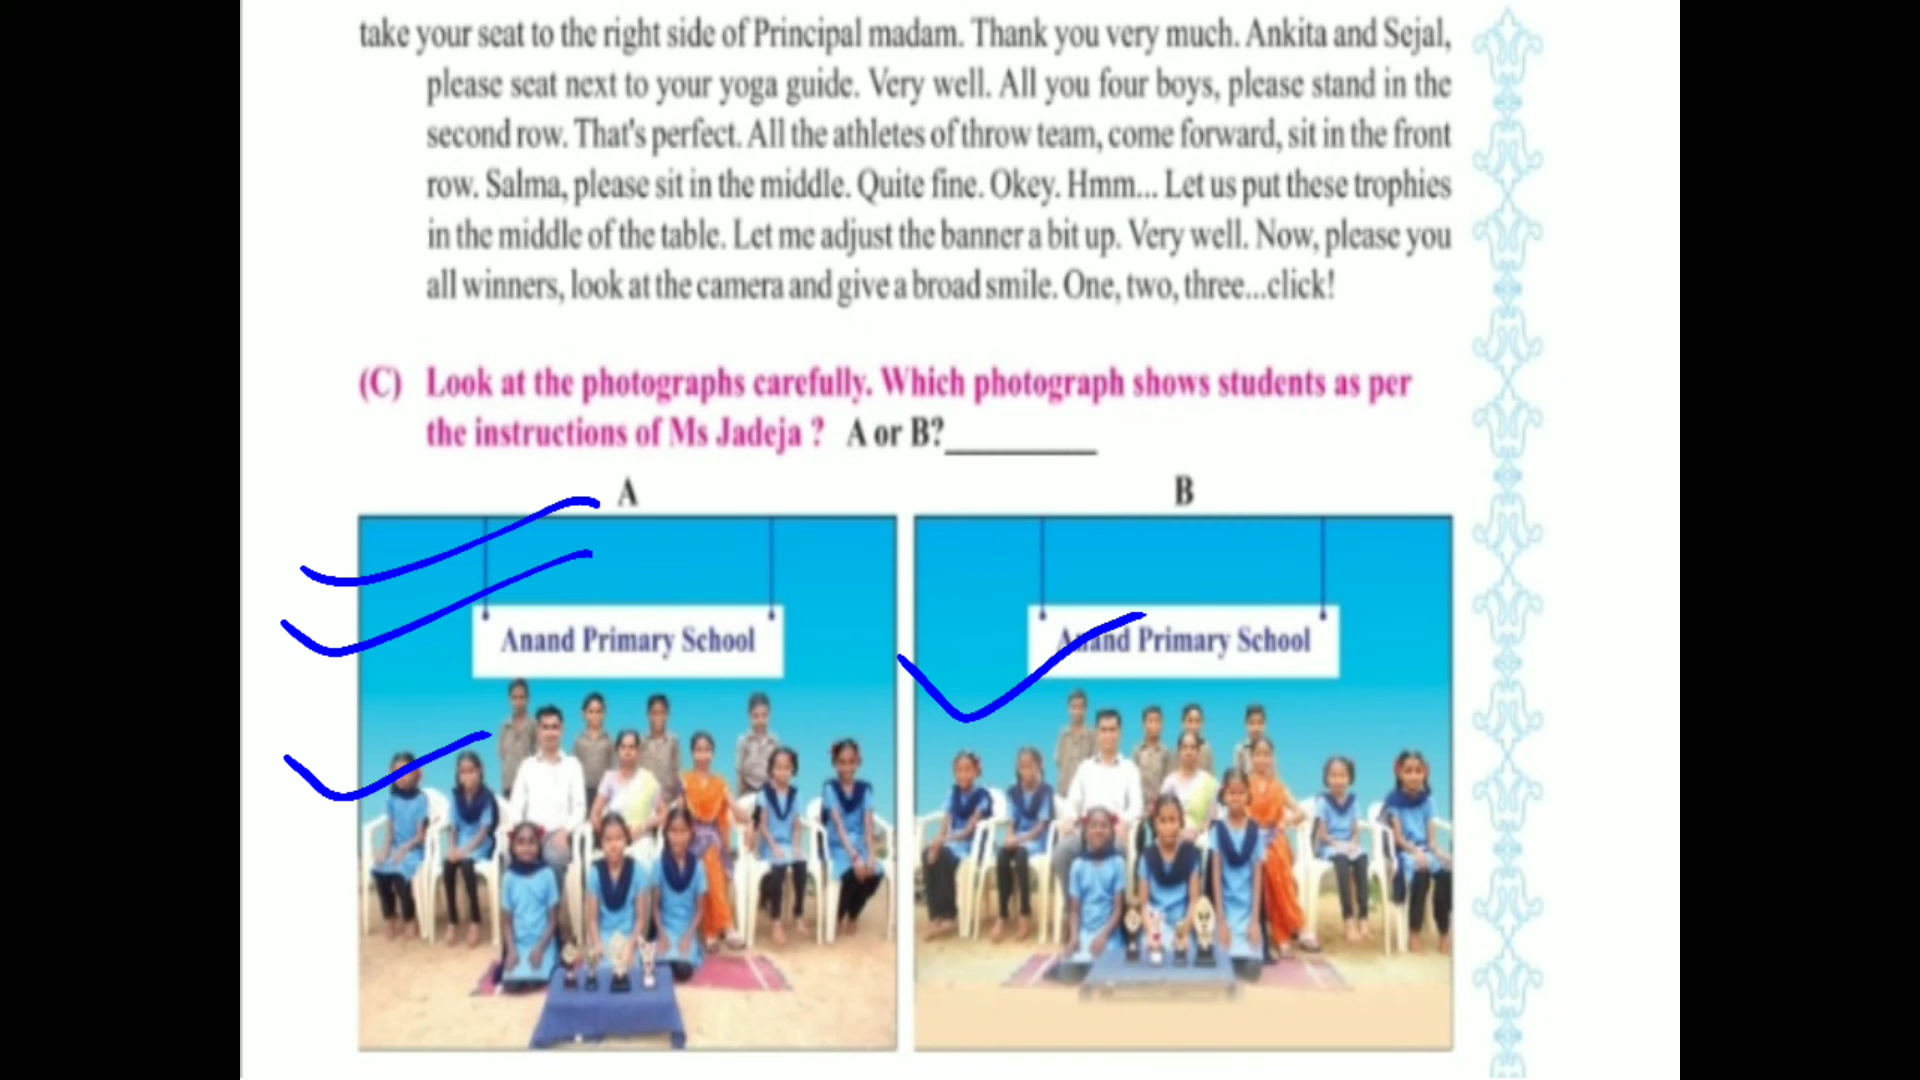 take your seat to the right side of Principal madam. Thank you very much. Ankita and Sejal,
please seat next to your yoga guide. Very well. All you four boys, please stand in the
second row. That's perfect. All the athletes of throw team, come forward, sit in the front
row. Salma, please sit in the middle. Quite fine. Okey. Hmm... Let us put these trophies
in the middle of the table. Let me adjust the banner a bit up. Very well. Now, please you
all winners, look at the camera and give a broad smile. One, two, three...click!
(C) Look at the photographs carefully. Which photograph shows students as per
the instructions of Ms Jadeja ? A or B?__________
A B
Anand Primary School Anand Primary School